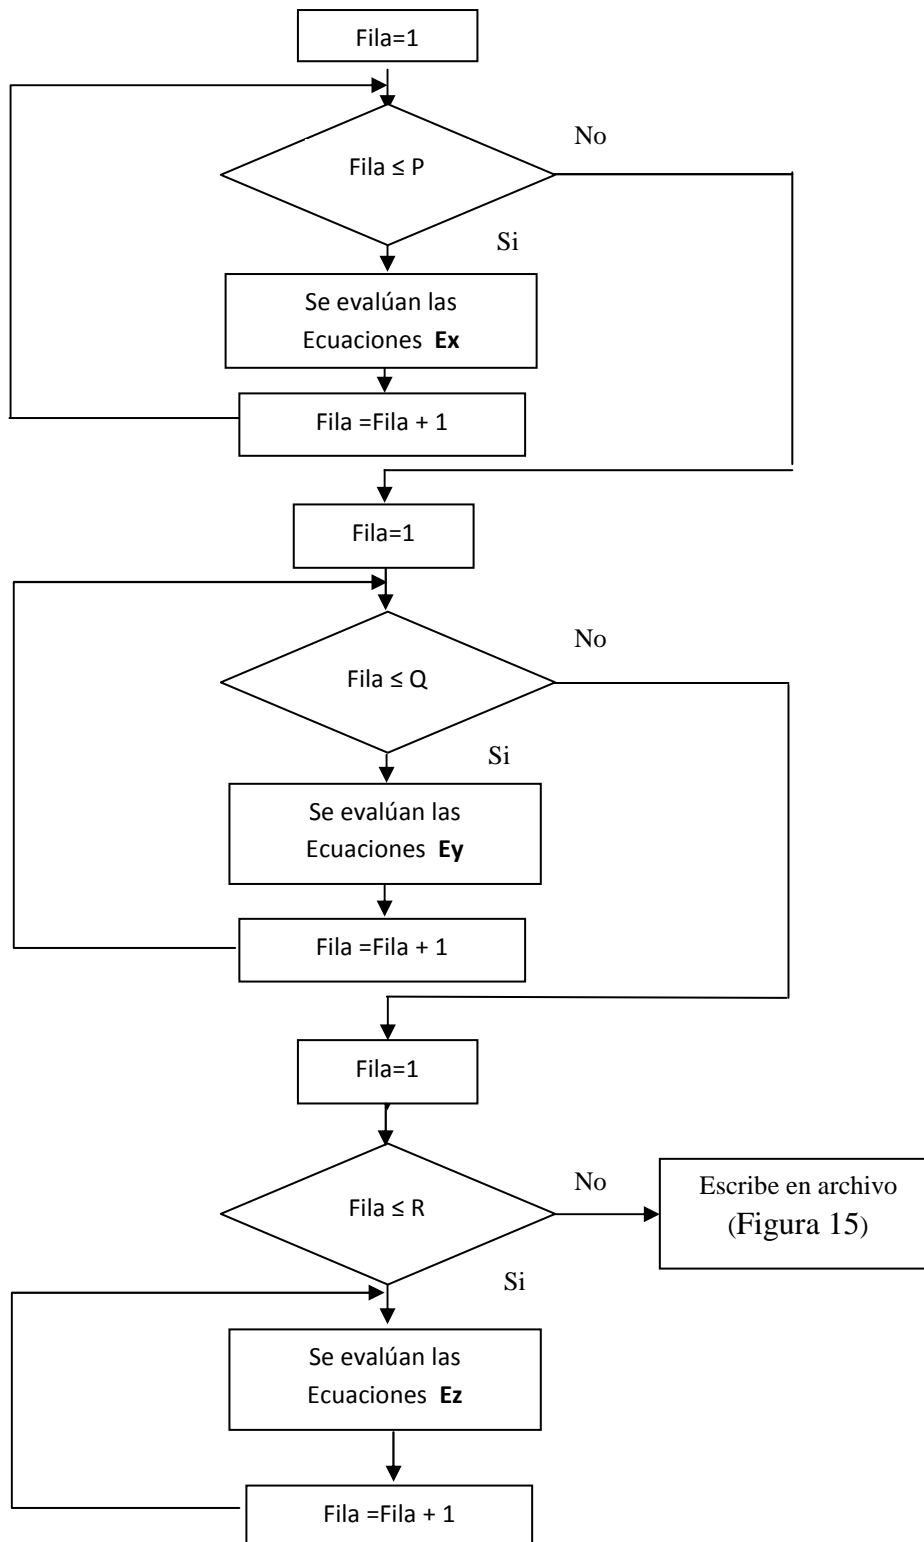 Fila=1
Fila ≤ P
No
Si
Se evalúan las
Ecuaciones Ex
Fila =Fila + 1
Fila=1
Fila ≤ Q
No
Si
Se evalúan las
Ecuaciones Ey
Fila =Fila + 1
Fila=1
Fila ≤ R
No
Escribe en archivo
(Figura 15)
Si
Se evalúan las
Ecuaciones Ez
Fila =Fila + 1